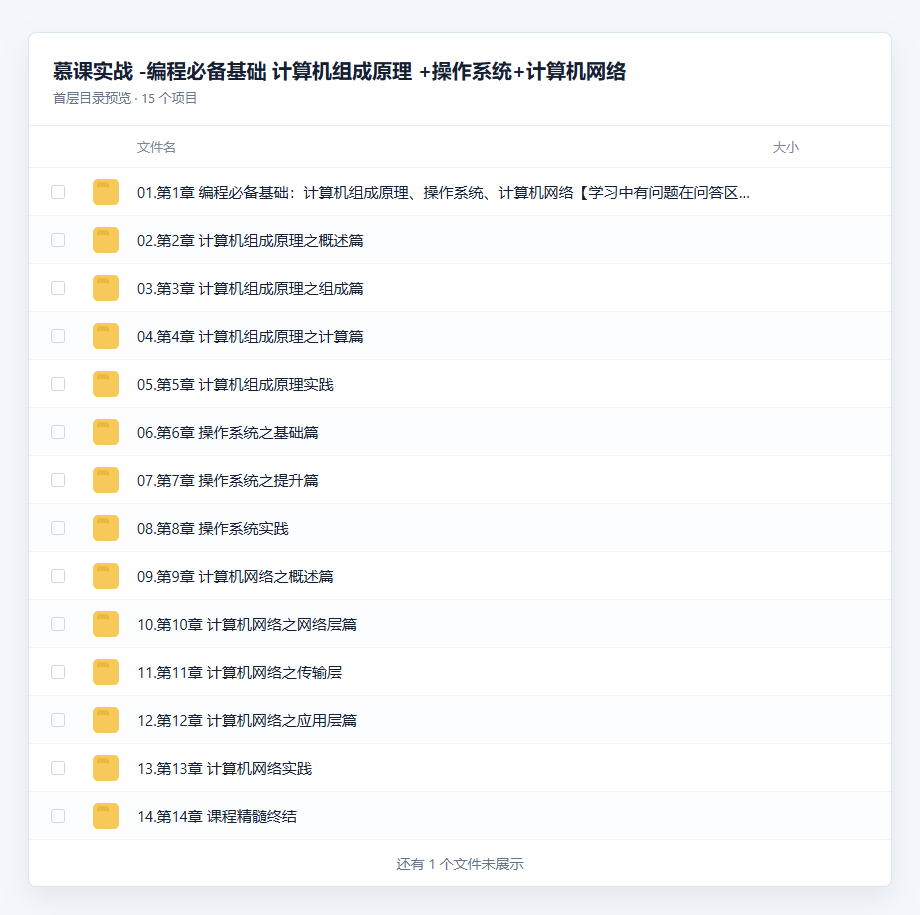 慕课实战 -编程必备基础 计算机组成原理 +操作系统+计算机网络
首层目录预览 · 15 个项目
文件名 大小
01.第1章 编程必备基础：计算机组成原理、操作系统、计算机网络【学习中有问题在问答区...
02.第2章 计算机组成原理之概述篇
03.第3章 计算机组成原理之组成篇
04.第4章 计算机组成原理之计算篇
05.第5章 计算机组成原理实践
06.第6章 操作系统之基础篇
07.第7章 操作系统之提升篇
08.第8章 操作系统实践
09.第9章 计算机网络之概述篇
10.第10章 计算机网络之网络层篇
11.第11章 计算机网络之传输层
12.第12章 计算机网络之应用层篇
13.第13章 计算机网络实践
14.第14章 课程精髓终结
还有 1 个文件未展示